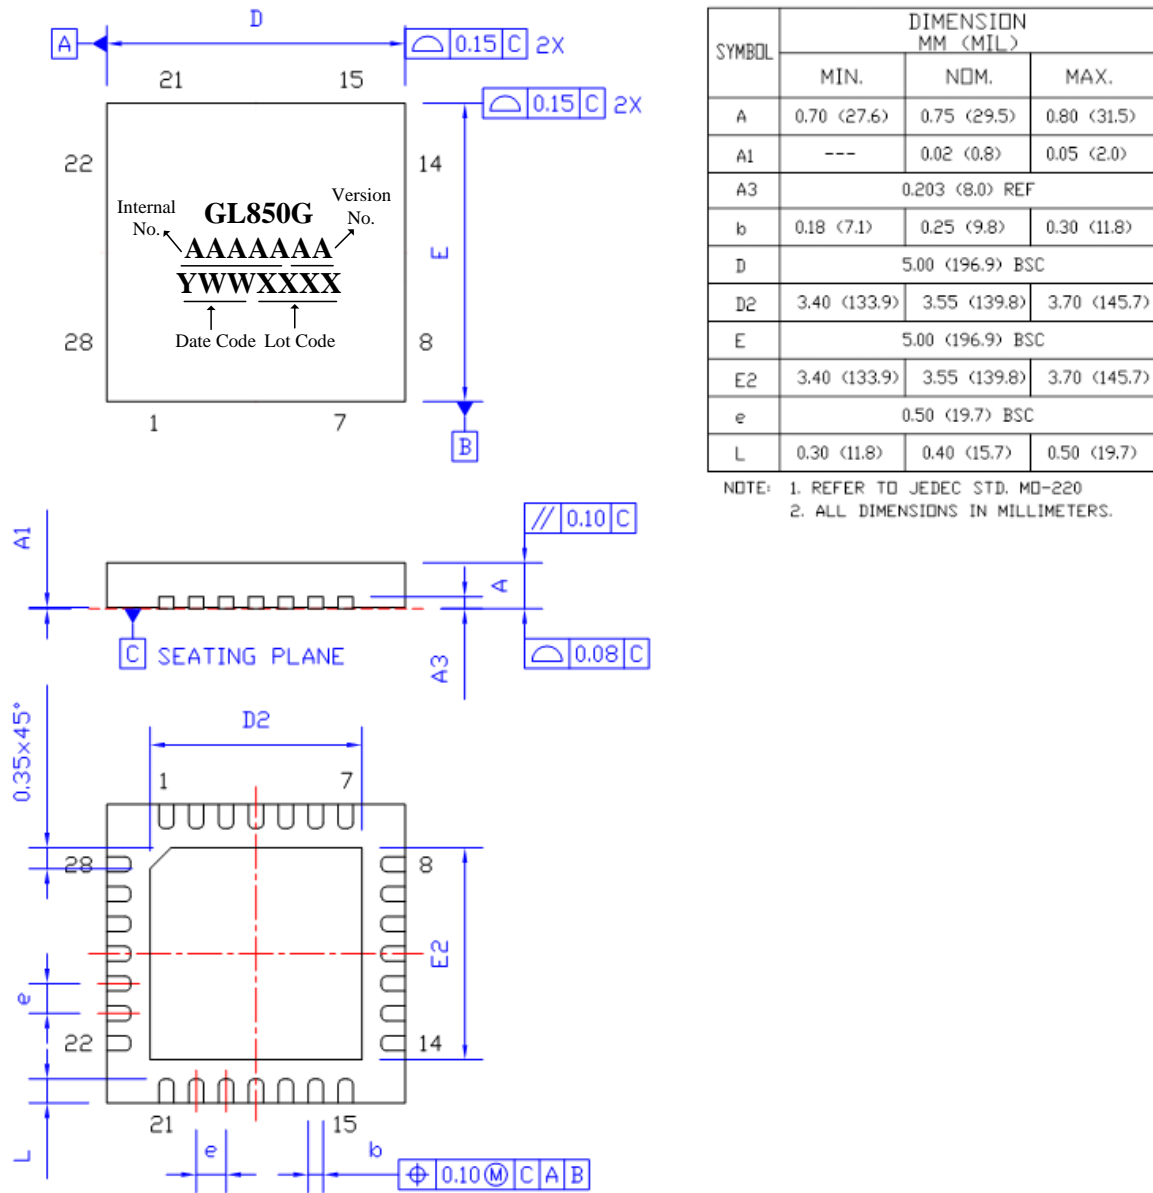 D
A
⌓ 0.15 C 2X
21 15
⌓ 0.15 C 2X
22 14
Internal No.
GL850G
Version No.
AAAAAAA
YWWXXXX
Date Code Lot Code
E
28 8
1 7
B
SYMBOL
DIMENSION
MM (MIL)
MIN. NOM. MAX.
A 0.70 (27.6) 0.75 (29.5) 0.80 (31.5)
A1 --- 0.02 (0.8) 0.05 (2.0)
A3 0.203 (8.0) REF
b 0.18 (7.1) 0.25 (9.8) 0.30 (11.8)
D 5.00 (196.9) BSC
D2 3.40 (133.9) 3.55 (139.8) 3.70 (145.7)
E 5.00 (196.9) BSC
E2 3.40 (133.9) 3.55 (139.8) 3.70 (145.7)
e 0.50 (19.7) BSC
L 0.30 (11.8) 0.40 (15.7) 0.50 (19.7)
NOTE: 1. REFER TO JEDEC STD. MO-220
2. ALL DIMENSIONS IN MILLIMETERS.
A1
// 0.10 C
A
C SEATING PLANE
A3
⌓ 0.08 C
0.35×45°
D2
1 7
28 8
E2
e
22 14
21 15
L
e
b
⌖ 0.10 Ⓜ C A B